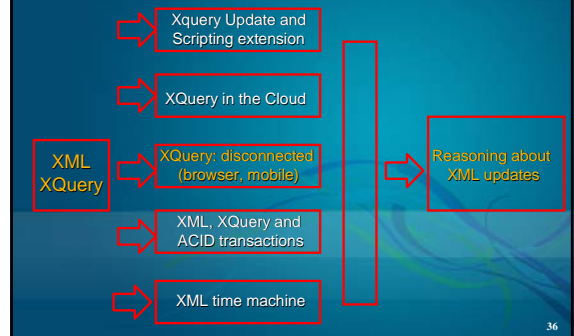 Xquery Update and
Scripting extension
XQuery in the Cloud
XML
XQuery
XQuery: disconnected
(browser, mobile)
Reasoning about
XML updates
XML, XQuery and
ACID transactions
XML time machine
36